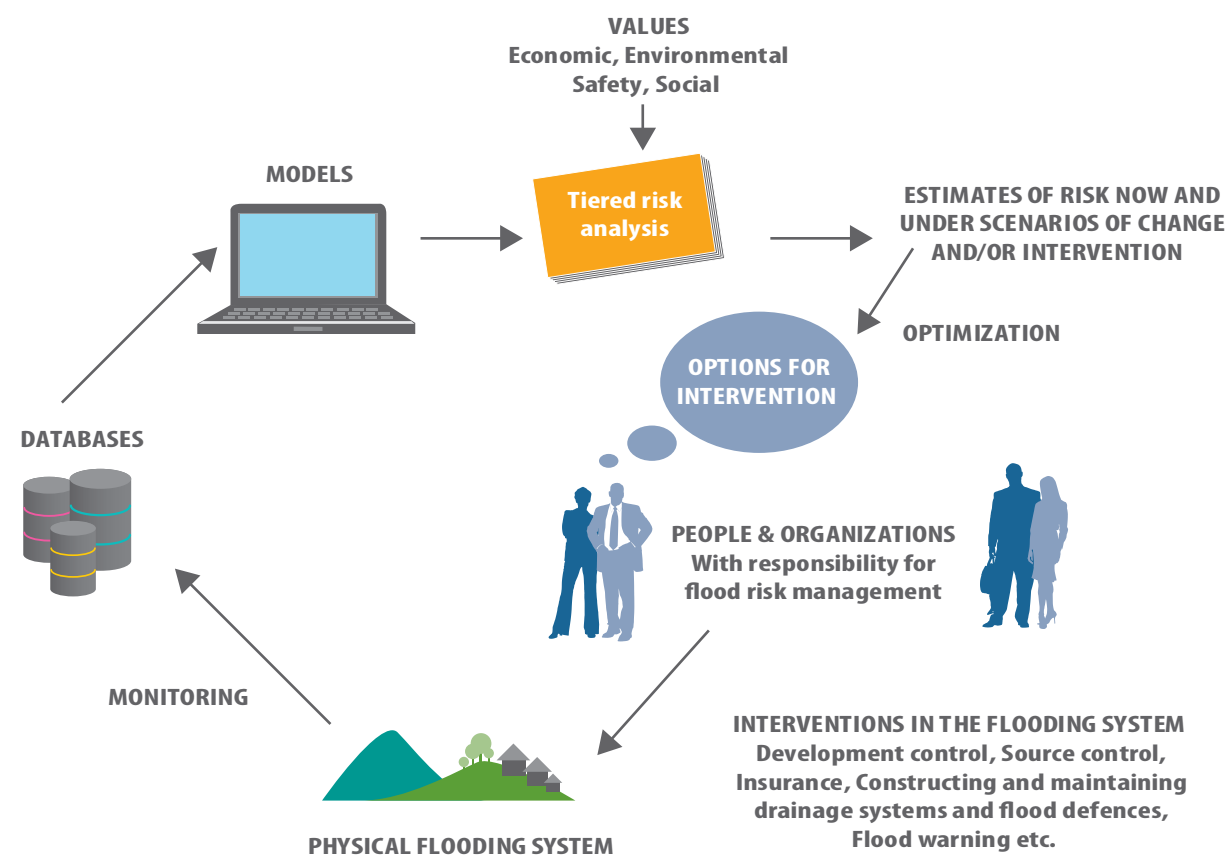 VALUES
Economic, Environmental
Safety, Social
MODELS
Tiered risk
analysis
ESTIMATES OF RISK NOW AND
UNDER SCENARIOS OF CHANGE
AND/OR INTERVENTION
OPTIMIZATION
OPTIONS FOR
INTERVENTION
DATABASES
PEOPLE & ORGANIZATIONS
With responsibility for
flood risk management
MONITORING
INTERVENTIONS IN THE FLOODING SYSTEM
Development control, Source control,
Insurance, Constructing and maintaining
drainage systems and flood defences,
Flood warning etc.
PHYSICAL FLOODING SYSTEM